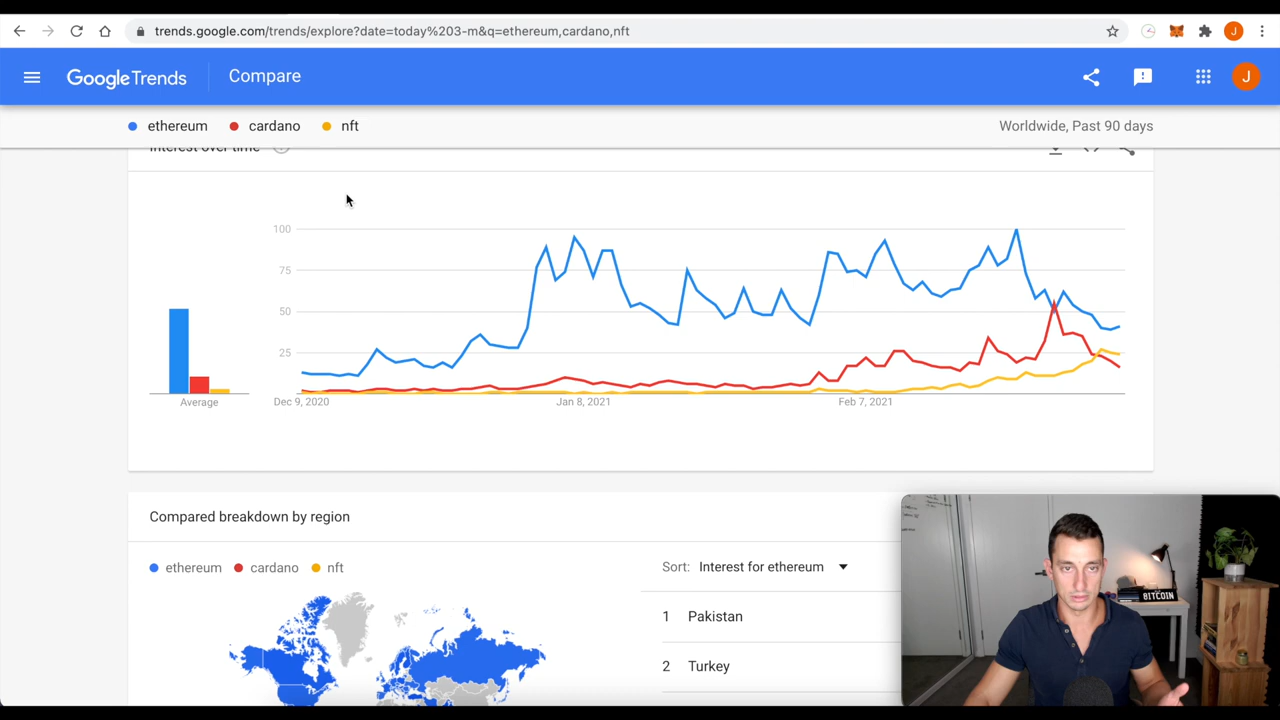 trends.google.com/trends/explore?date=today%203-m&q=ethereum,cardano,nft
J
Google Trends
Compare
J
ethereum
cardano
nft
Worldwide, Past 90 days
Interest over time
100
75
50
25
Average
Dec 9, 2020
Jan 8, 2021
Feb 7, 2021
Compared breakdown by region
ethereum
cardano
nft
Sort: Interest for ethereum
1 Pakistan
2 Turkey
BITCOIN